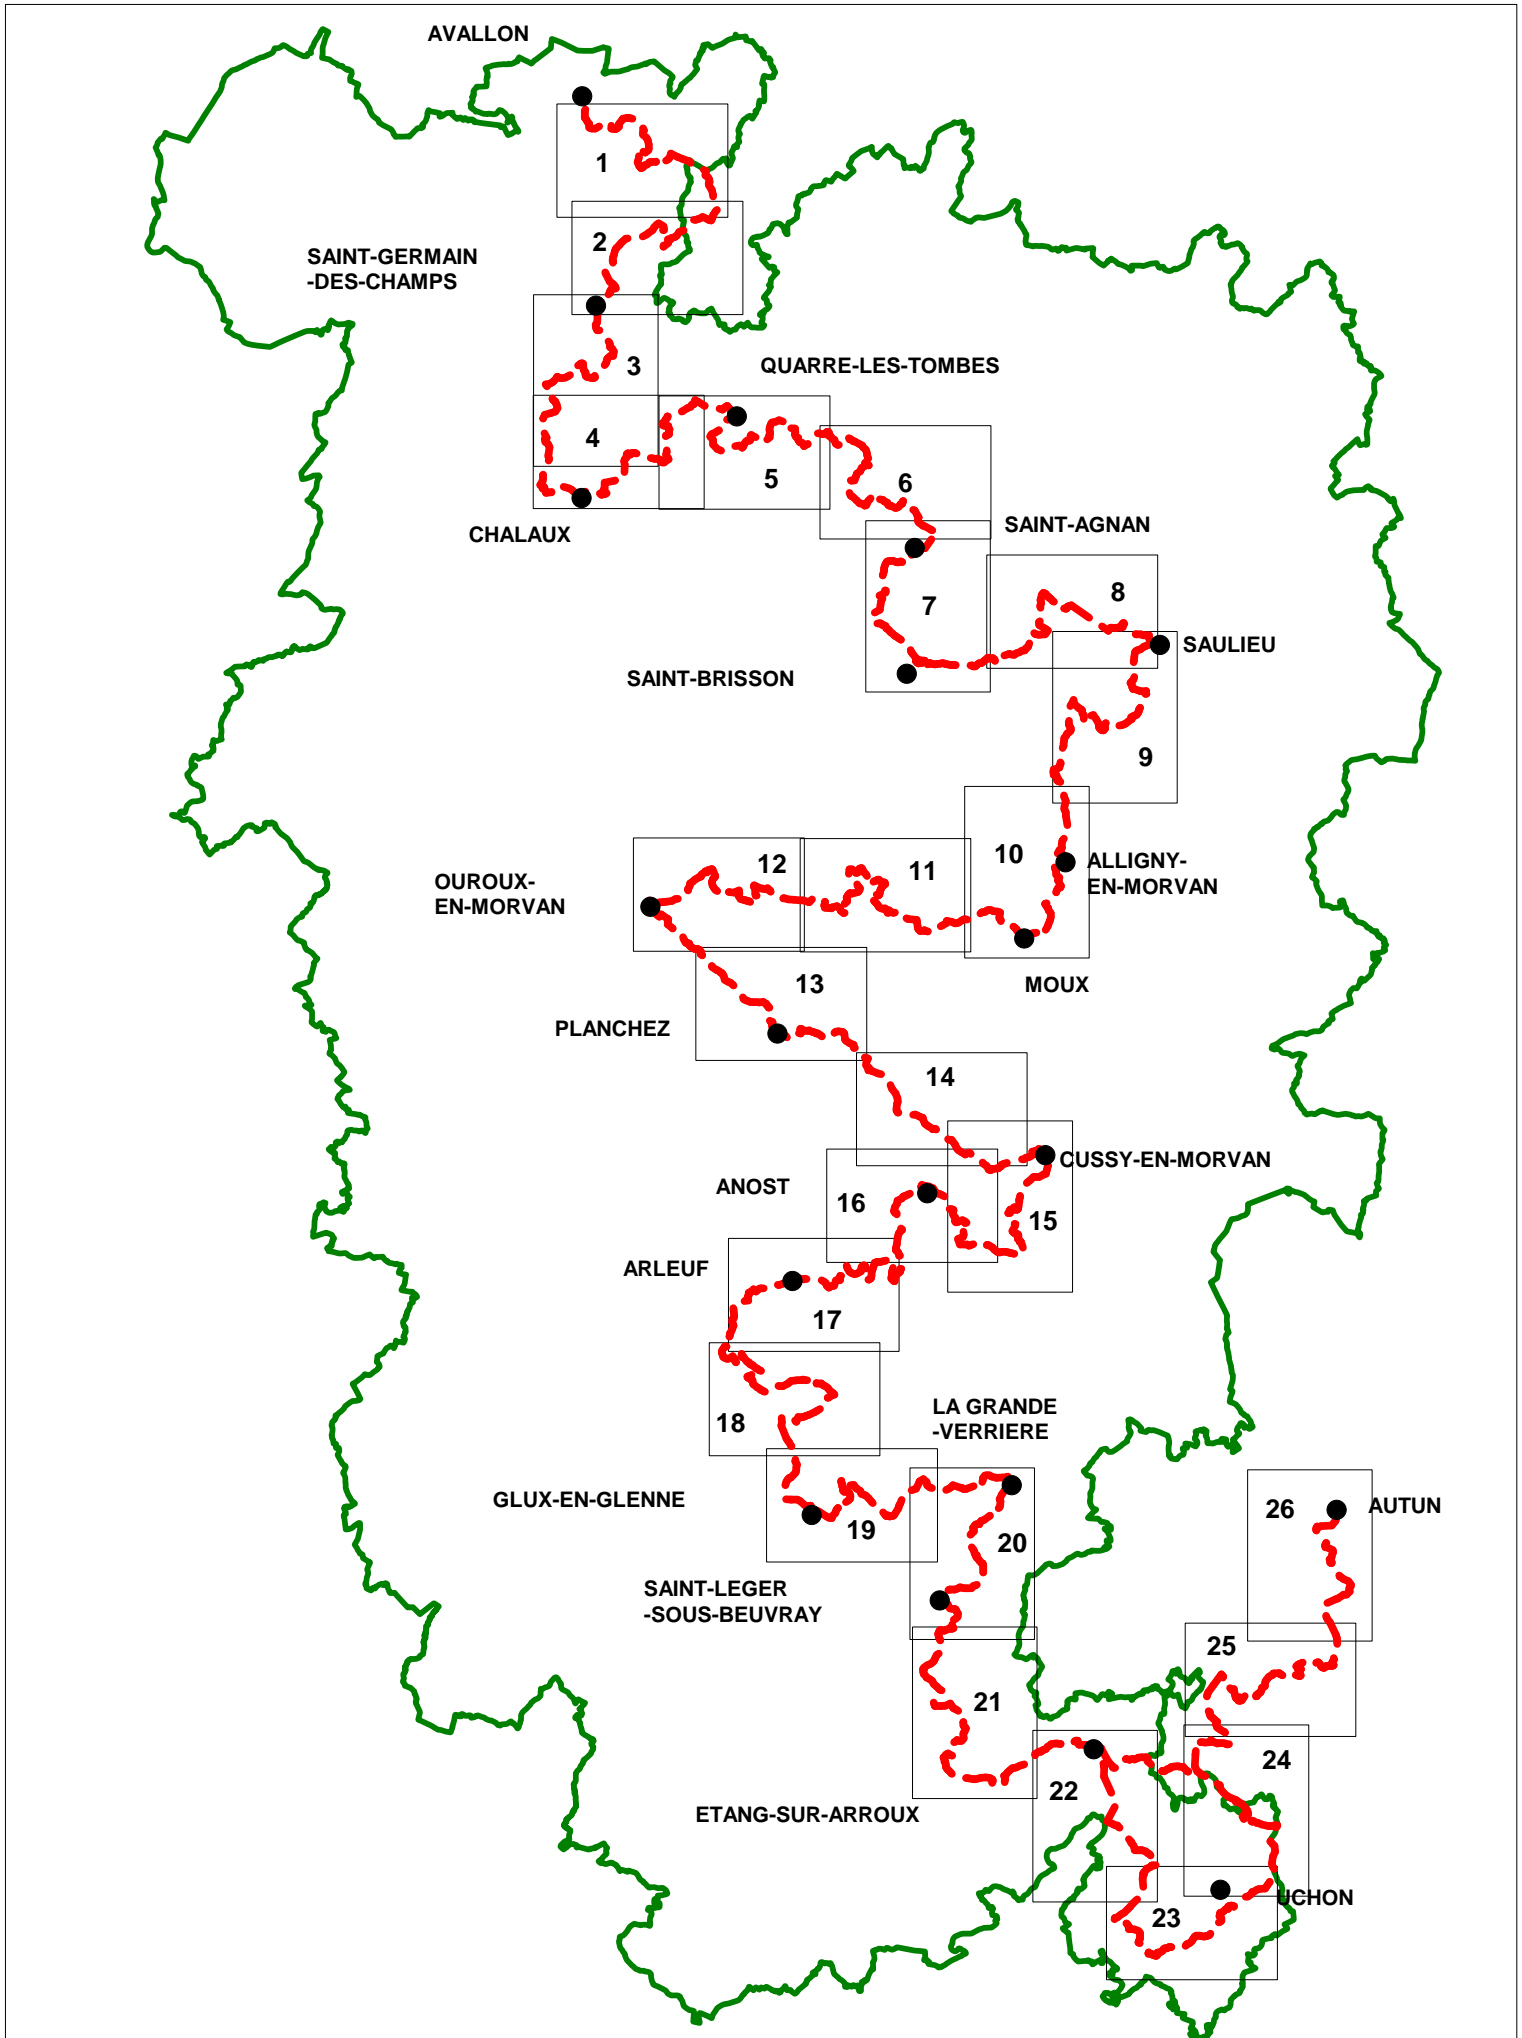 AVALLON
1
2
SAINT-GERMAIN
-DES-CHAMPS
3
QUARRE-LES-TOMBES
4
5
6
CHALAUX
SAINT-AGNAN
7
8
SAULIEU
SAINT-BRISSON
9
10
ALLIGNY-
EN-MORVAN
11
12
OUROUX-
EN-MORVAN
MOUX
13
PLANCHEZ
14
CUSSY-EN-MORVAN
ANOST
16
15
ARLEUF
17
18
LA GRANDE
-VERRIERE
GLUX-EN-GLENNE
19
20
26
AUTUN
SAINT-LEGER
-SOUS-BEUVRAY
25
21
24
22
ETANG-SUR-ARROUX
UCHON
23